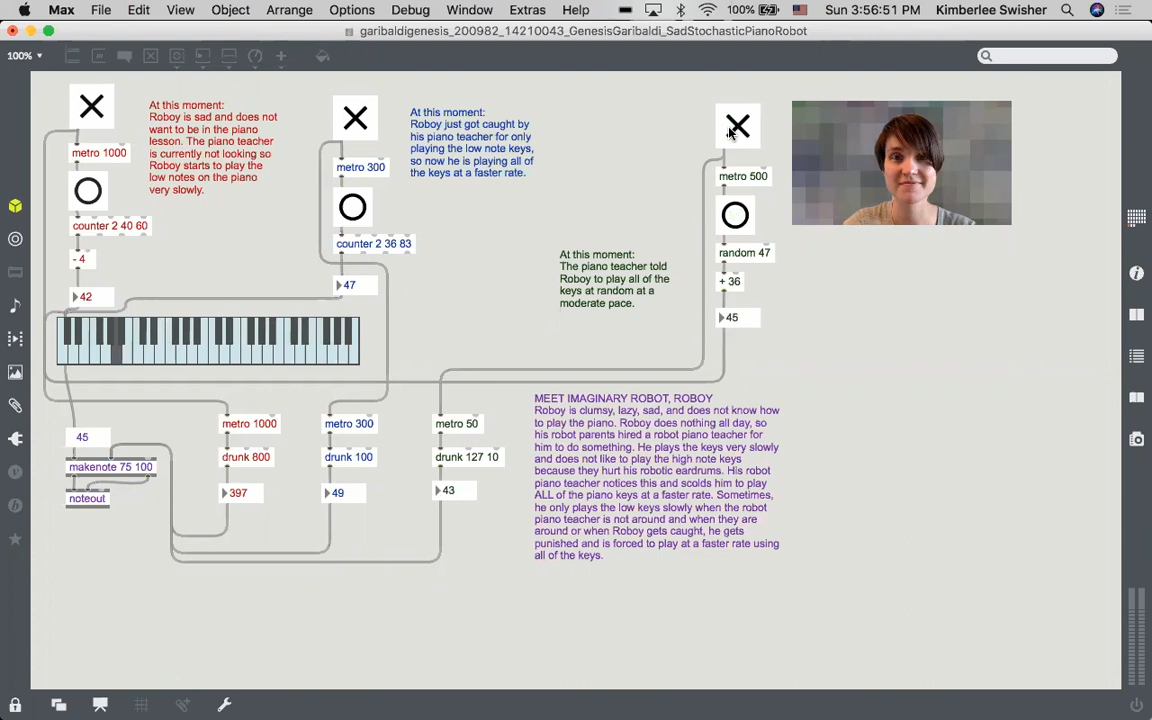 Max File Edit View Object Arrange Options Debug Window Extras Help 100% Sun 3:56:51 PM Kimberlee Swisher
garibaldigenesis_200982_14210043_GenesisGaribaldi_SadStochasticPianoRobot
100%
At this moment:
Roboy is sad and does not
want to be in the piano
lesson. The piano teacher
is currently not looking so
Roboy starts to play the
low notes on the piano
very slowly.
metro 1000
counter 2 40 60
- 4
42
At this moment:
Roboy just got caught by
his piano teacher for only
playing the low note keys,
so now he is playing all of
the keys at a faster rate.
metro 300
counter 2 36 83
47
At this moment:
The piano teacher told
Roboy to play all of the
keys at random at a
moderate pace.
metro 500
random 47
+ 36
45
45
makenote 75 100
noteout
metro 1000
drunk 800
397
metro 300
drunk 100
49
metro 50
drunk 127 10
43
MEET IMAGINARY ROBOT, ROBOY
Roboy is clumsy, lazy, sad, and does not know how
to play the piano. Roboy does nothing all day, so
his robot parents hired a robot piano teacher for
him to do something. He plays the keys very slowly
and does not like to play the high note keys
because they hurt his robotic eardrums. His robot
piano teacher notices this and scolds him to play
ALL of the piano keys at a faster rate. Sometimes,
he only plays the low keys slowly when the robot
piano teacher is not around and when they are
around or when Roboy gets caught, he gets
punished and is forced to play at a faster rate using
all of the keys.